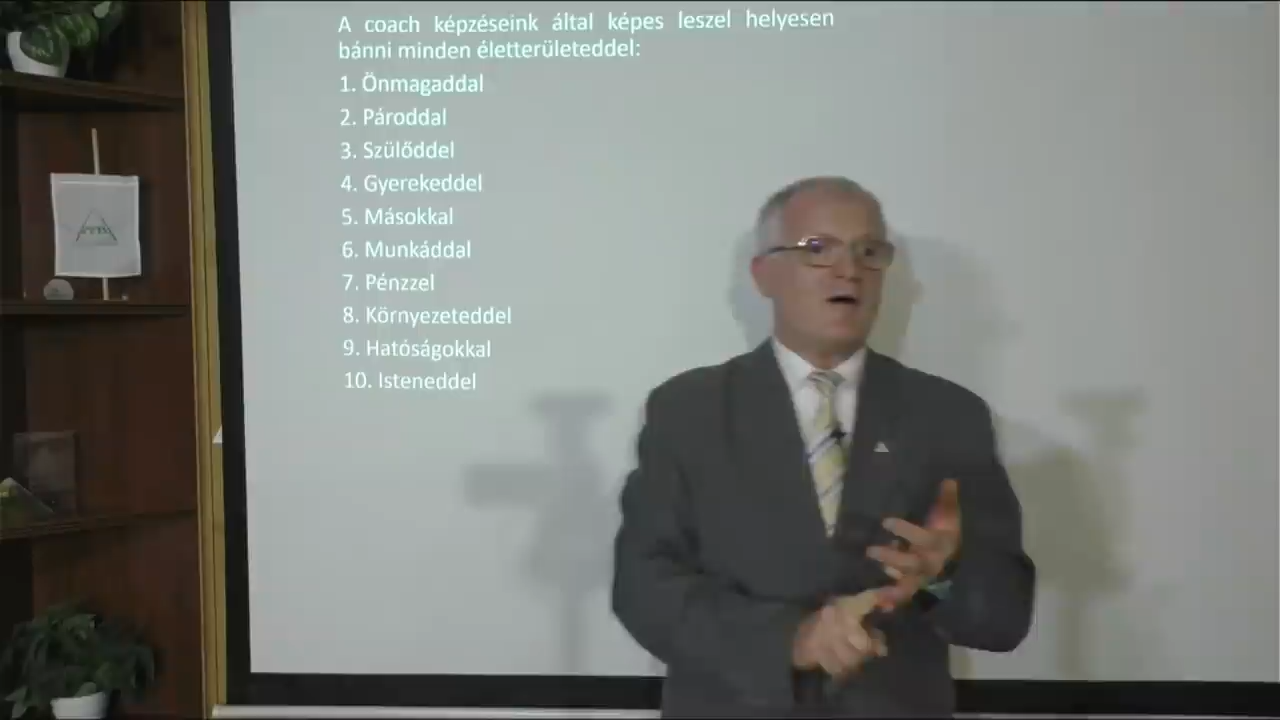 A coach képzéseink által képes leszel helyesen
bánni minden életterületeddel:
1. Önmagaddal
2. Pároddal
3. Szülőddel
4. Gyerekeddel
5. Másokkal
6. Munkáddal
7. Pénzzel
8. Környezeteddel
9. Hatóságokkal
10. Isteneddel